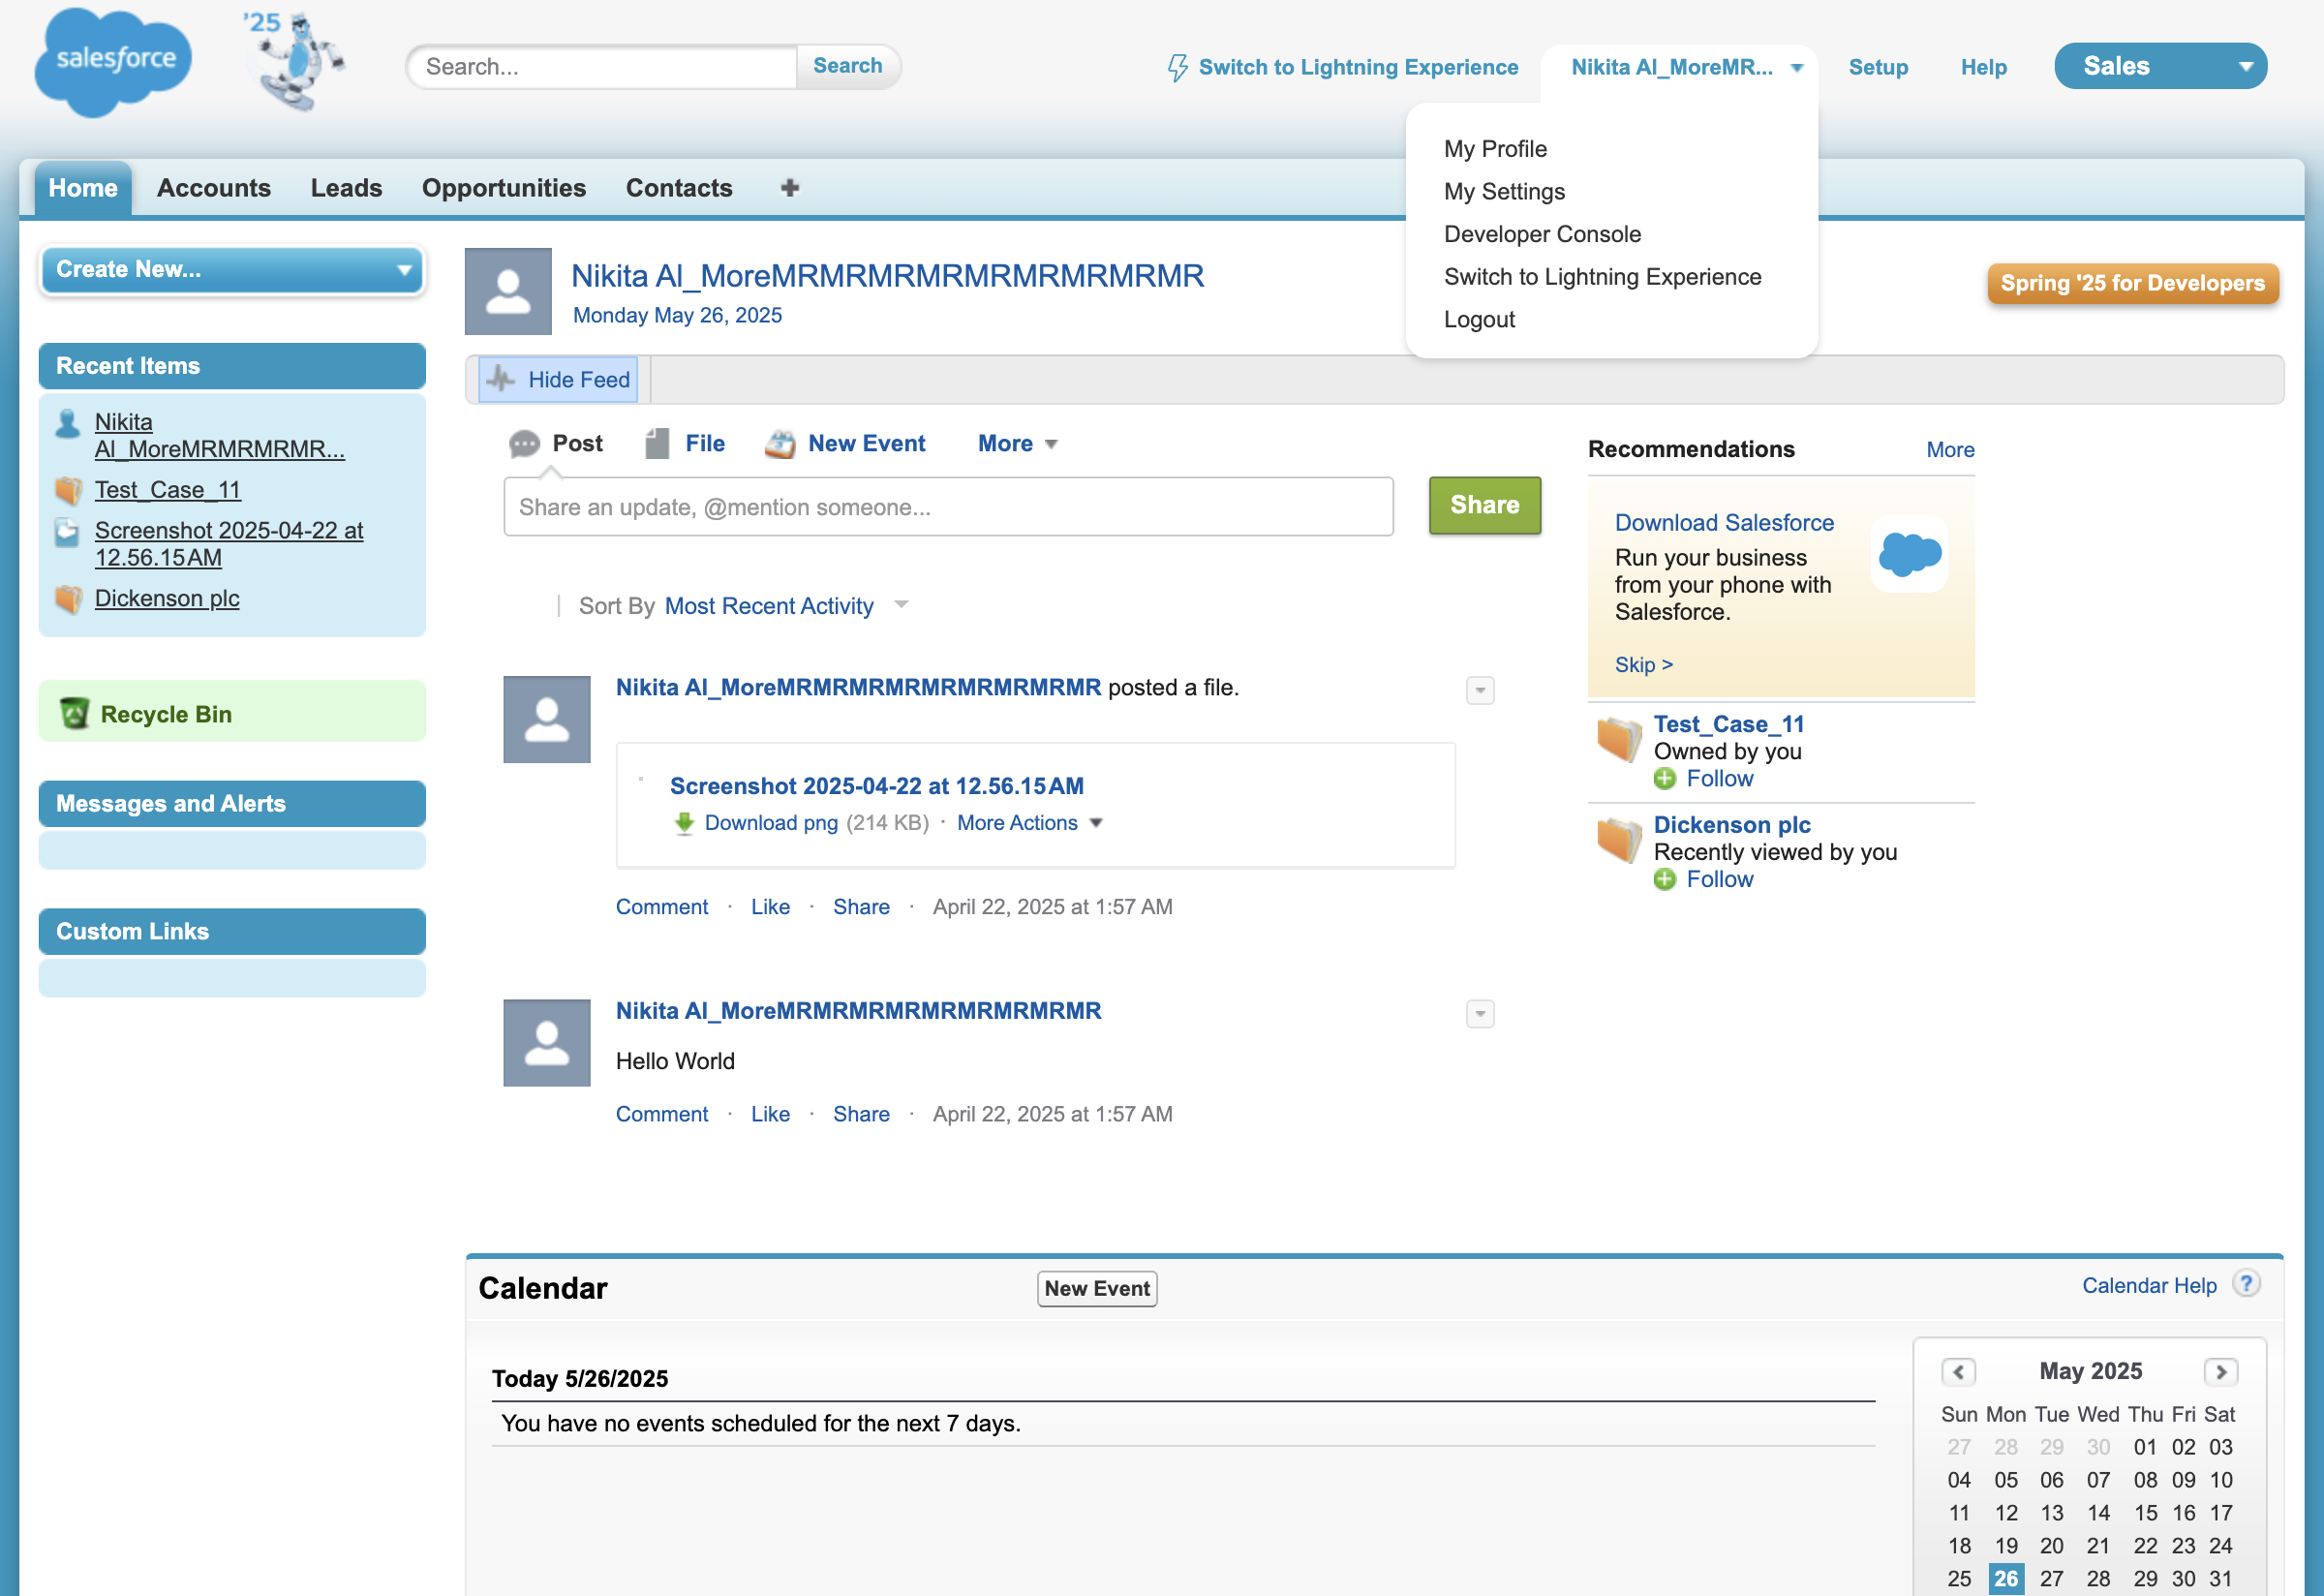 salesforce
'25
Search...
Search
Switch to Lightning Experience
Nikita Al_MoreMR...
Setup
Help
Sales
My Profile
My Settings
Developer Console
Switch to Lightning Experience
Logout
Home
Accounts
Leads
Opportunities
Contacts
Create New...
Recent Items
Nikita
Al_MoreMRMRMRMR...
Test_Case_11
Screenshot 2025-04-22 at
12.56.15 AM
Dickenson plc
Recycle Bin
Messages and Alerts
Custom Links
Nikita Al_MoreMRMRMRMRMRMRMRMRMR
Monday May 26, 2025
Spring '25 for Developers
Hide Feed
Post
File
New Event
More
Share an update, @mention someone...
Share
Sort By Most Recent Activity
Nikita Al_MoreMRMRMRMRMRMRMRMRMR posted a file.
Screenshot 2025-04-22 at 12.56.15 AM
Download png (214 KB) · More Actions
Comment · Like · Share · April 22, 2025 at 1:57 AM
Nikita Al_MoreMRMRMRMRMRMRMRMRMR
Hello World
Comment · Like · Share · April 22, 2025 at 1:57 AM
Recommendations
More
Download Salesforce
Run your business
from your phone with
Salesforce.
Skip >
Test_Case_11
Owned by you
Follow
Dickenson plc
Recently viewed by you
Follow
Calendar
New Event
Calendar Help ?
Today 5/26/2025
You have no events scheduled for the next 7 days.
May 2025
Sun Mon Tue Wed Thu Fri Sat
27 28 29 30 01 02 03
04 05 06 07 08 09 10
11 12 13 14 15 16 17
18 19 20 21 22 23 24
25 26 27 28 29 30 31